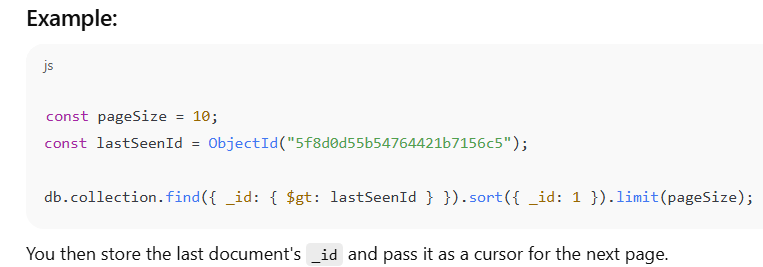 Example:
js
const pageSize = 10;
const lastSeenId = ObjectId("5f8d0d55b54764421b7156c5");
db.collection.find({ _id: { $gt: lastSeenId } }).sort({ _id: 1 }).limit(pageSize);
You then store the last document's _id and pass it as a cursor for the next page.